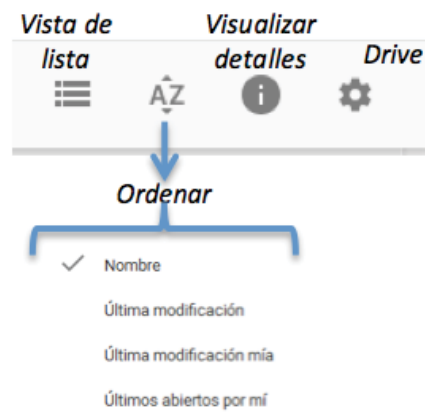 Vista de
lista
Visualizar
detalles
Drive
AZ
i
Ordenar
Nombre
Última modificación
Última modificación mía
Últimos abiertos por mí